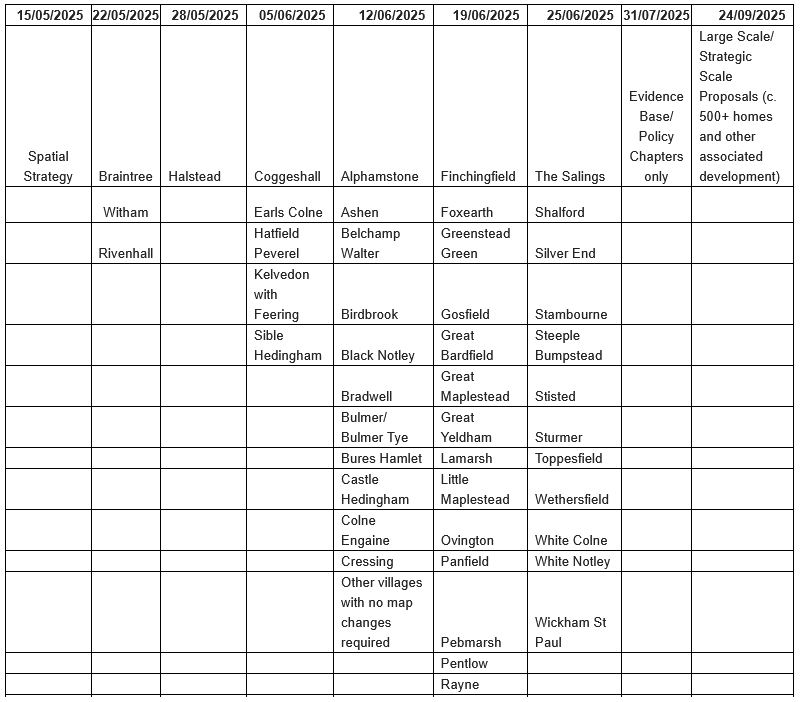 15/05/2025 22/05/2025 28/05/2025 05/06/2025 12/06/2025 19/06/2025 25/06/2025 31/07/2025 24/09/2025
Spatial
Strategy
Braintree
Halstead
Coggeshall
Alphamstone
Finchingfield
The Salings
Evidence
Base/
Policy
Chapters
only
Large Scale/
Strategic
Scale
Proposals (c.
500+ homes
and other
associated
development)
Witham
Earls Colne
Ashen
Foxearth
Shalford
Rivenhall
Hatfield
Peverel
Belchamp
Walter
Greenstead
Green
Silver End
Kelvedon
with
Feering
Birdbrook
Gosfield
Stambourne
Sible
Hedingham
Black Notley
Great
Bardfield
Steeple
Bumpstead
Bradwell
Great
Maplestead
Stisted
Bulmer/
Bulmer Tye
Great
Yeldham
Sturmer
Bures Hamlet
Lamarsh
Toppesfield
Castle
Hedingham
Little
Maplestead
Wethersfield
Colne
Engaine
Ovington
White Colne
Cressing
Panfield
White Notley
Other villages
with no map
changes
required
Pebmarsh
Wickham St
Paul
Pentlow
Rayne